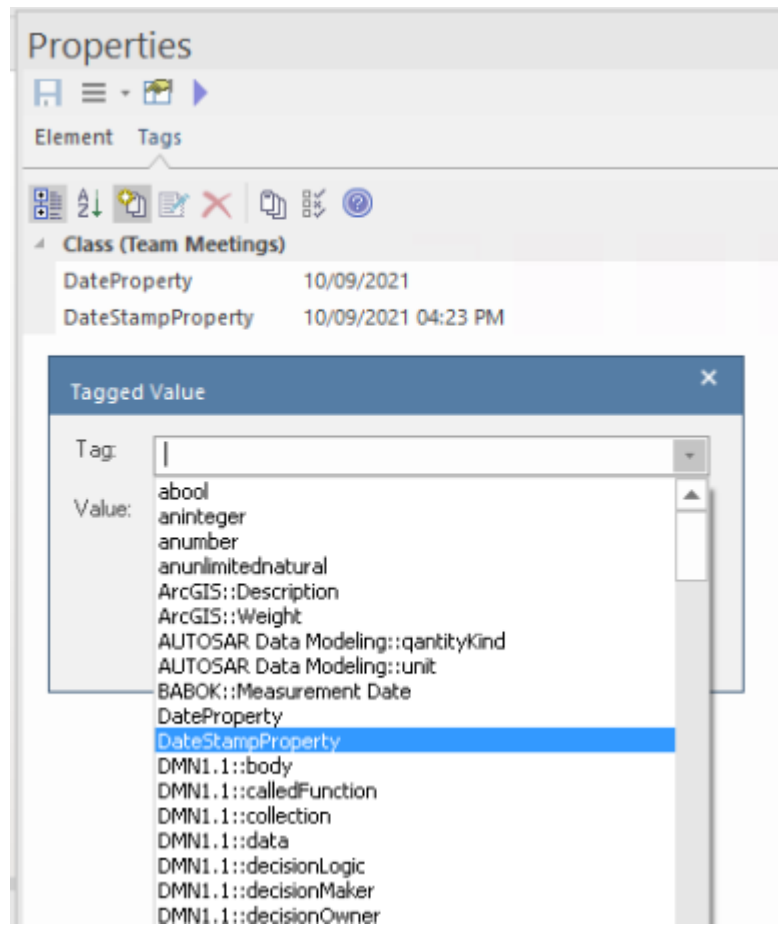 Properties
Element Tags
Class (Team Meetings)
DateProperty 10/09/2021
DateStampProperty 10/09/2021 04:23 PM
Tagged Value
Tag:
Value:
abool
aninteger
anumber
anunlimitednatural
ArcGIS::Description
ArcGIS::Weight
AUTOSAR Data Modeling::qantityKind
AUTOSAR Data Modeling::unit
BABOK::Measurement Date
DateProperty
DateStampProperty
DMN1.1::body
DMN1.1::calledFunction
DMN1.1::collection
DMN1.1::data
DMN1.1::decisionLogic
DMN1.1::decisionMaker
DMN1.1::decisionOwner